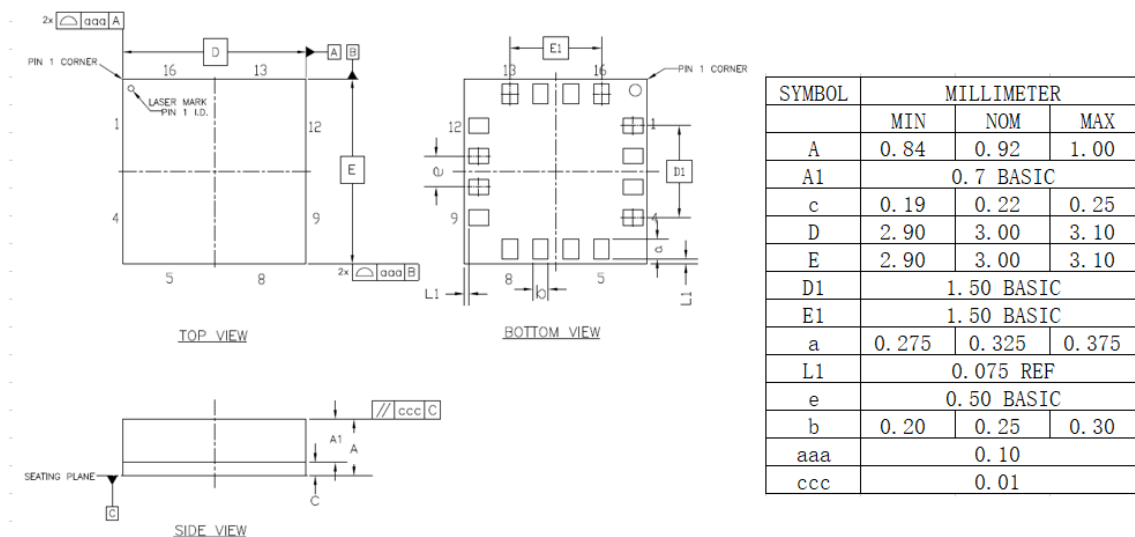 2x ⌓ aaa A
D
A B
PIN 1 CORNER
16 13
LASER MARK
PIN 1 I.D.
1 12
E
4 9
5 8
2x ⌓ aaa B
TOP VIEW
E1
13 16
PIN 1 CORNER
12 1
e
D1
9 4
a
8 5
L1 b L1
BOTTOM VIEW
// ccc C
A1 A
SEATING PLANE
C
C
SIDE VIEW
SYMBOL MILLIMETER
MIN NOM MAX
A 0.84 0.92 1.00
A1 0.7 BASIC
c 0.19 0.22 0.25
D 2.90 3.00 3.10
E 2.90 3.00 3.10
D1 1.50 BASIC
E1 1.50 BASIC
a 0.275 0.325 0.375
L1 0.075 REF
e 0.50 BASIC
b 0.20 0.25 0.30
aaa 0.10
ccc 0.01